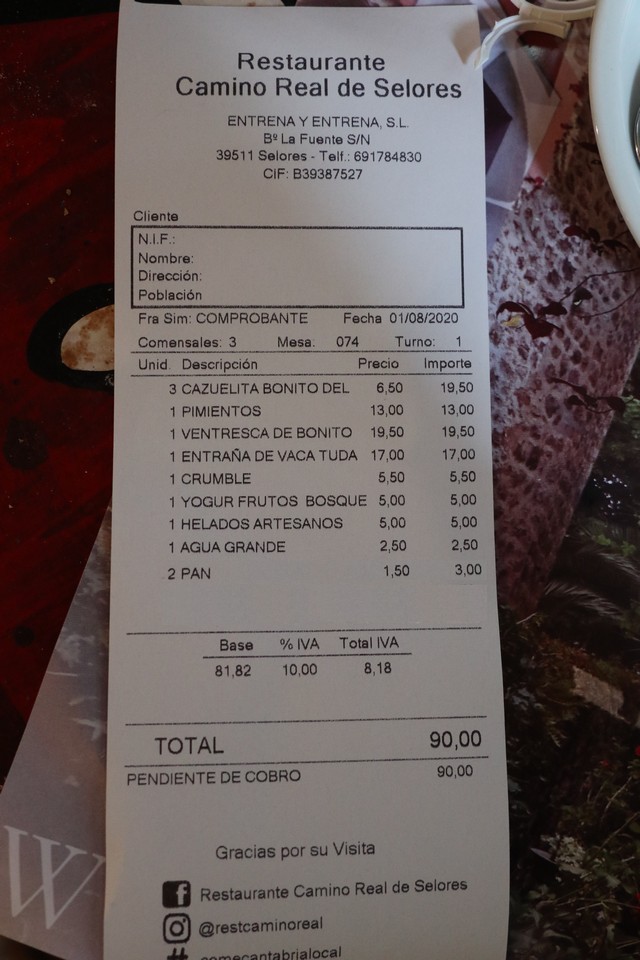 Restaurante
Camino Real de Selores
ENTRENA Y ENTRENA, S.L.
Bº La Fuente S/N
39511 Selores - Telf.: 691784830
CIF: B39387527
Cliente
N.I.F.:
Nombre:
Dirección:
Población
Fra Sim: COMPROBANTE Fecha 01/08/2020
Comensales: 3 Mesa: 074 Turno: 1
Unid. Descripción Precio Importe
3 CAZUELITA BONITO DEL 6,50 19,50
1 PIMIENTOS 13,00 13,00
1 VENTRESCA DE BONITO 19,50 19,50
1 ENTRAÑA DE VACA TUDA 17,00 17,00
1 CRUMBLE 5,50 5,50
1 YOGUR FRUTOS BOSQUE 5,00 5,00
1 HELADOS ARTESANOS 5,00 5,00
1 AGUA GRANDE 2,50 2,50
2 PAN 1,50 3,00
Base % IVA Total IVA
81,82 10,00 8,18
TOTAL 90,00
PENDIENTE DE COBRO 90,00
Gracias por su Visita
Restaurante Camino Real de Selores
@restcaminoreal
# comecantabrialocal
W